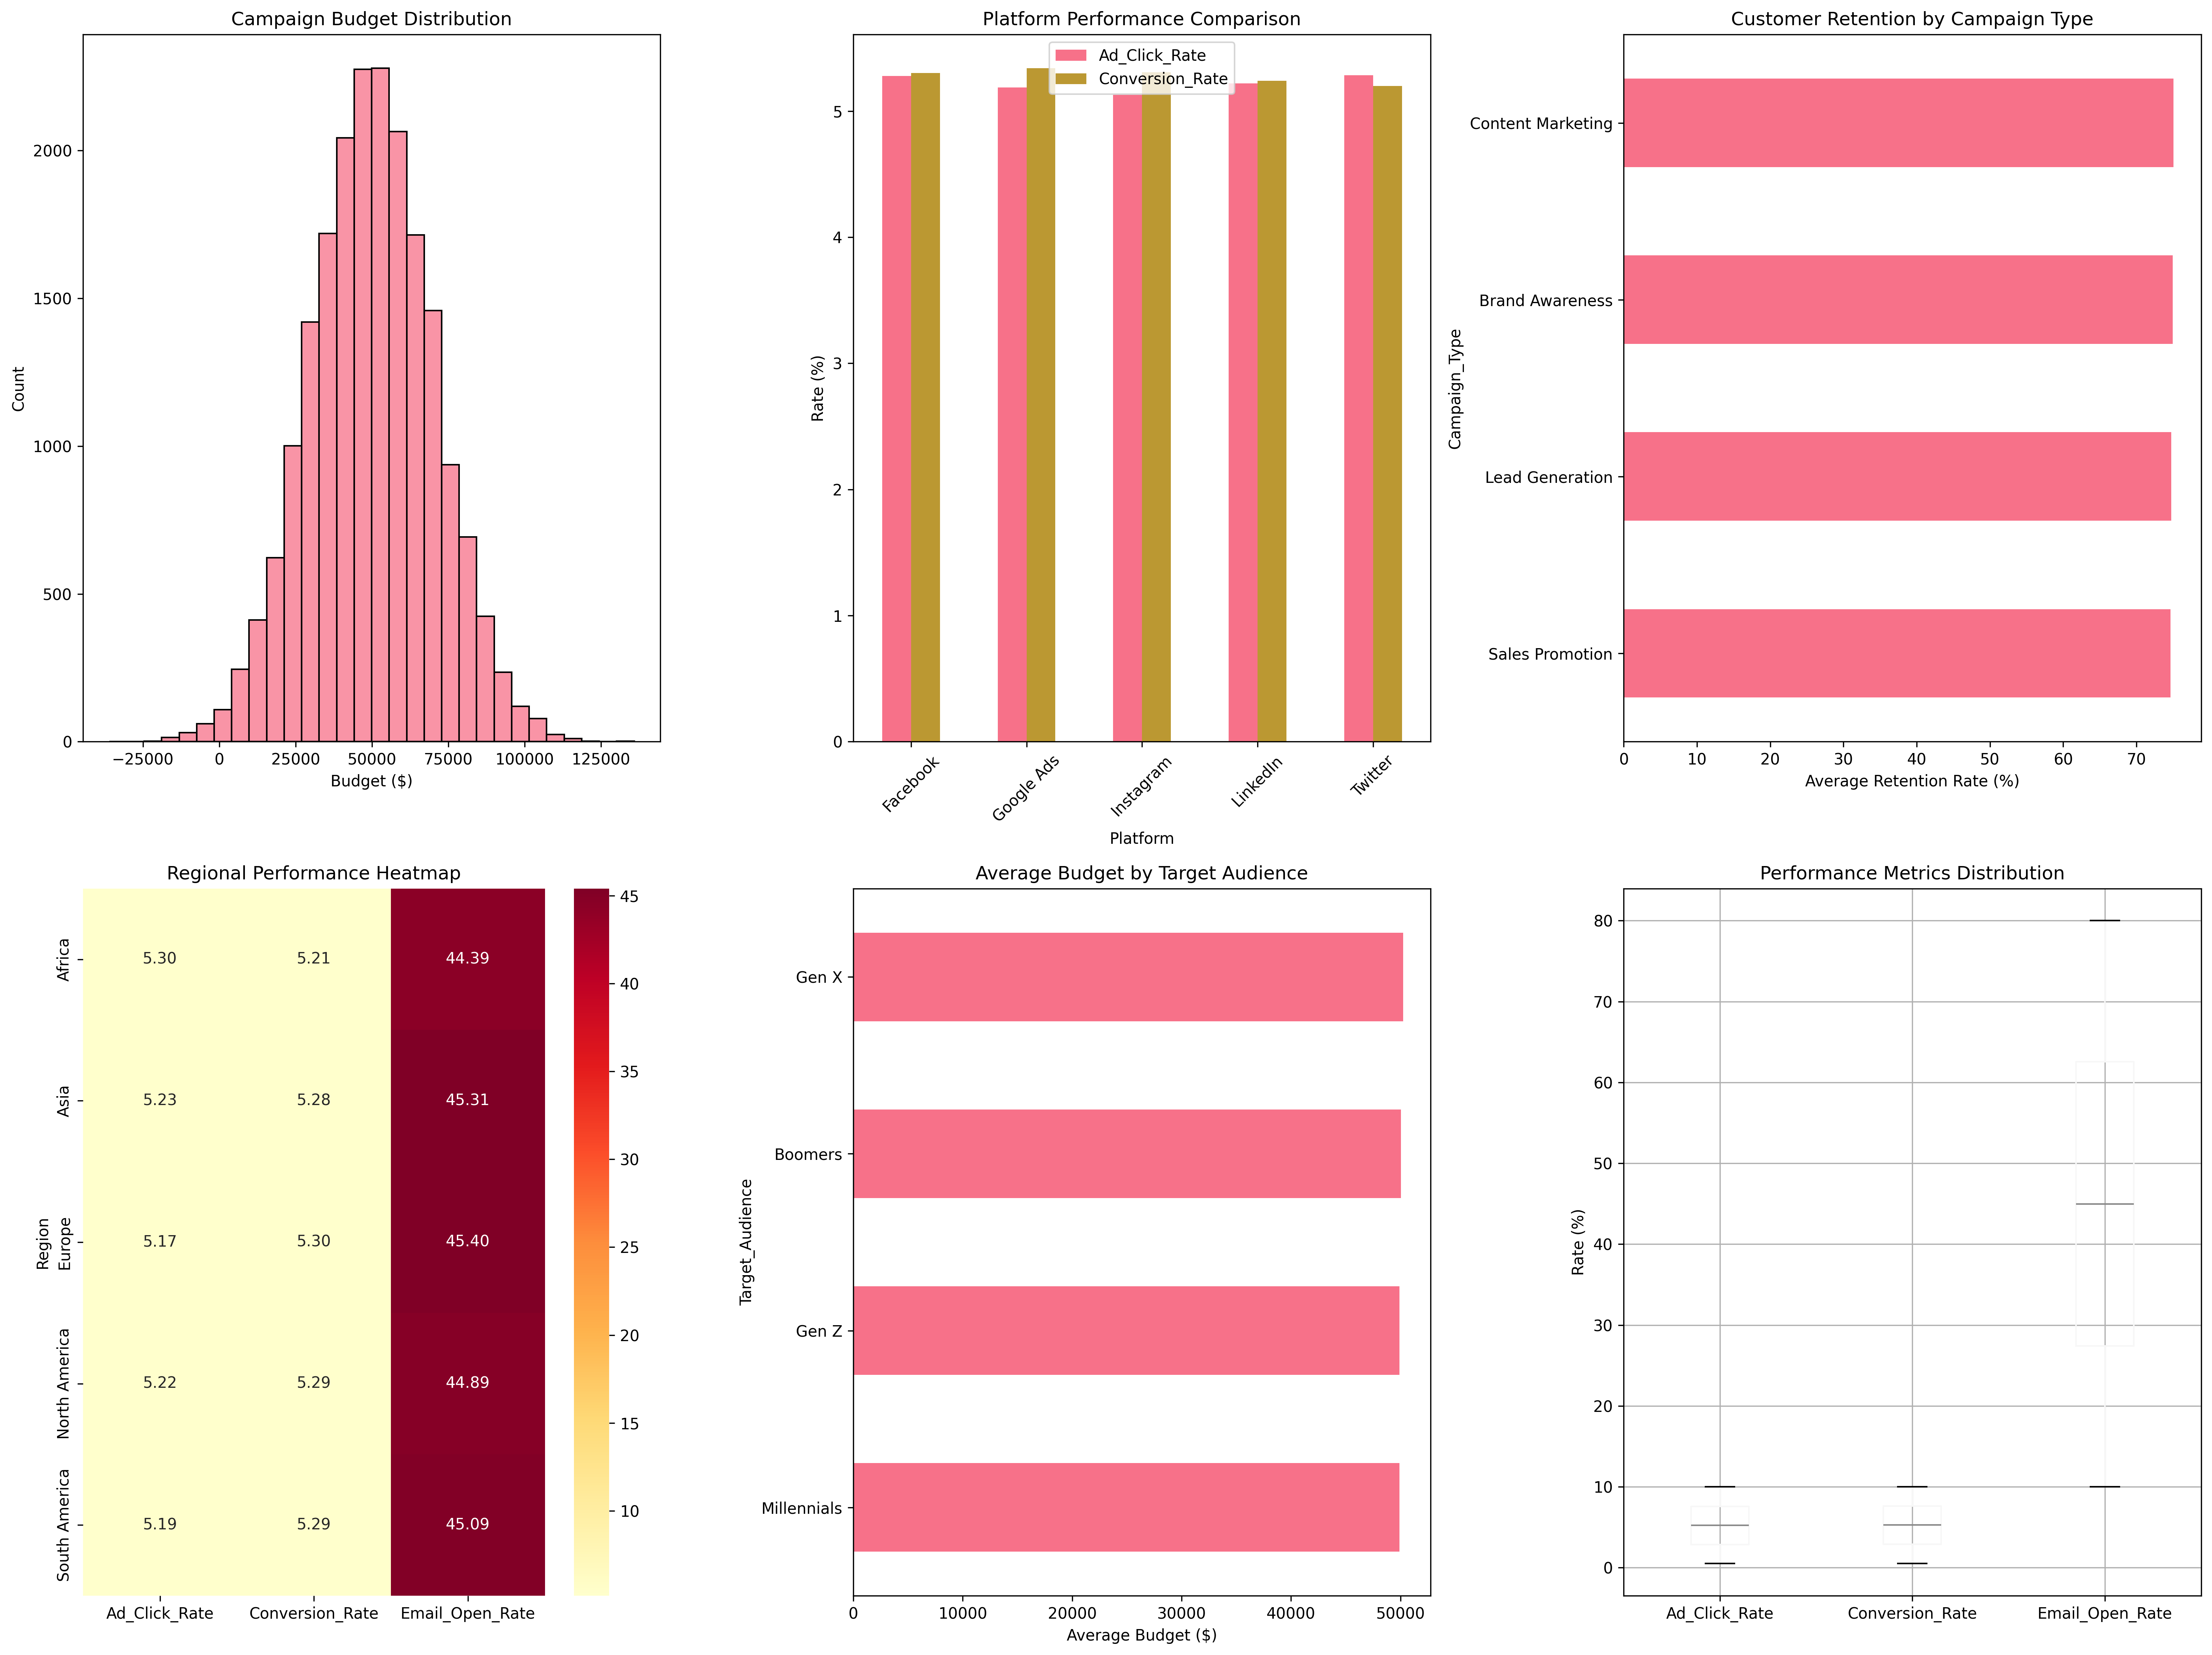 Campaign Budget Distribution
2000
1500
1000
500
0
Count
−25000 0 25000 50000 75000 100000 125000
Budget ($)
Platform Performance Comparison
Ad_Click_Rate
Conversion_Rate
5
4
3
2
1
0
Rate (%)
Facebook
Google Ads
Instagram
LinkedIn
Twitter
Platform
Customer Retention by Campaign Type
Campaign_Type
Content Marketing
Brand Awareness
Lead Generation
Sales Promotion
0 10 20 30 40 50 60 70
Average Retention Rate (%)
Regional Performance Heatmap
Region
Africa
5.30 5.21 44.39
Asia
5.23 5.28 45.31
Europe
5.17 5.30 45.40
North America
5.22 5.29 44.89
South America
5.19 5.29 45.09
Ad_Click_Rate Conversion_Rate Email_Open_Rate
45
40
35
30
25
20
15
10
Average Budget by Target Audience
Target_Audience
Gen X
Boomers
Gen Z
Millennials
0 10000 20000 30000 40000 50000
Average Budget ($)
Performance Metrics Distribution
Rate (%)
80
70
60
50
40
30
20
10
0
Ad_Click_Rate Conversion_Rate Email_Open_Rate